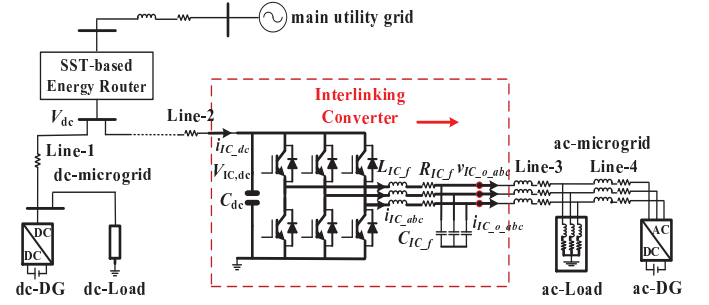 main utility grid
SST-based
Energy Router
V_dc
Line-2
Interlinking
Converter
Line-1
dc-microgrid
i_IC_dc
V_IC,dc
C_dc
L_IC_f
R_IC_f
v_IC_o_abc
i_IC_abc
C_IC_f
i_IC_o_abc
ac-microgrid
Line-3
Line-4
DC
DC
AC
DC
dc-DG
dc-Load
ac-Load
ac-DG